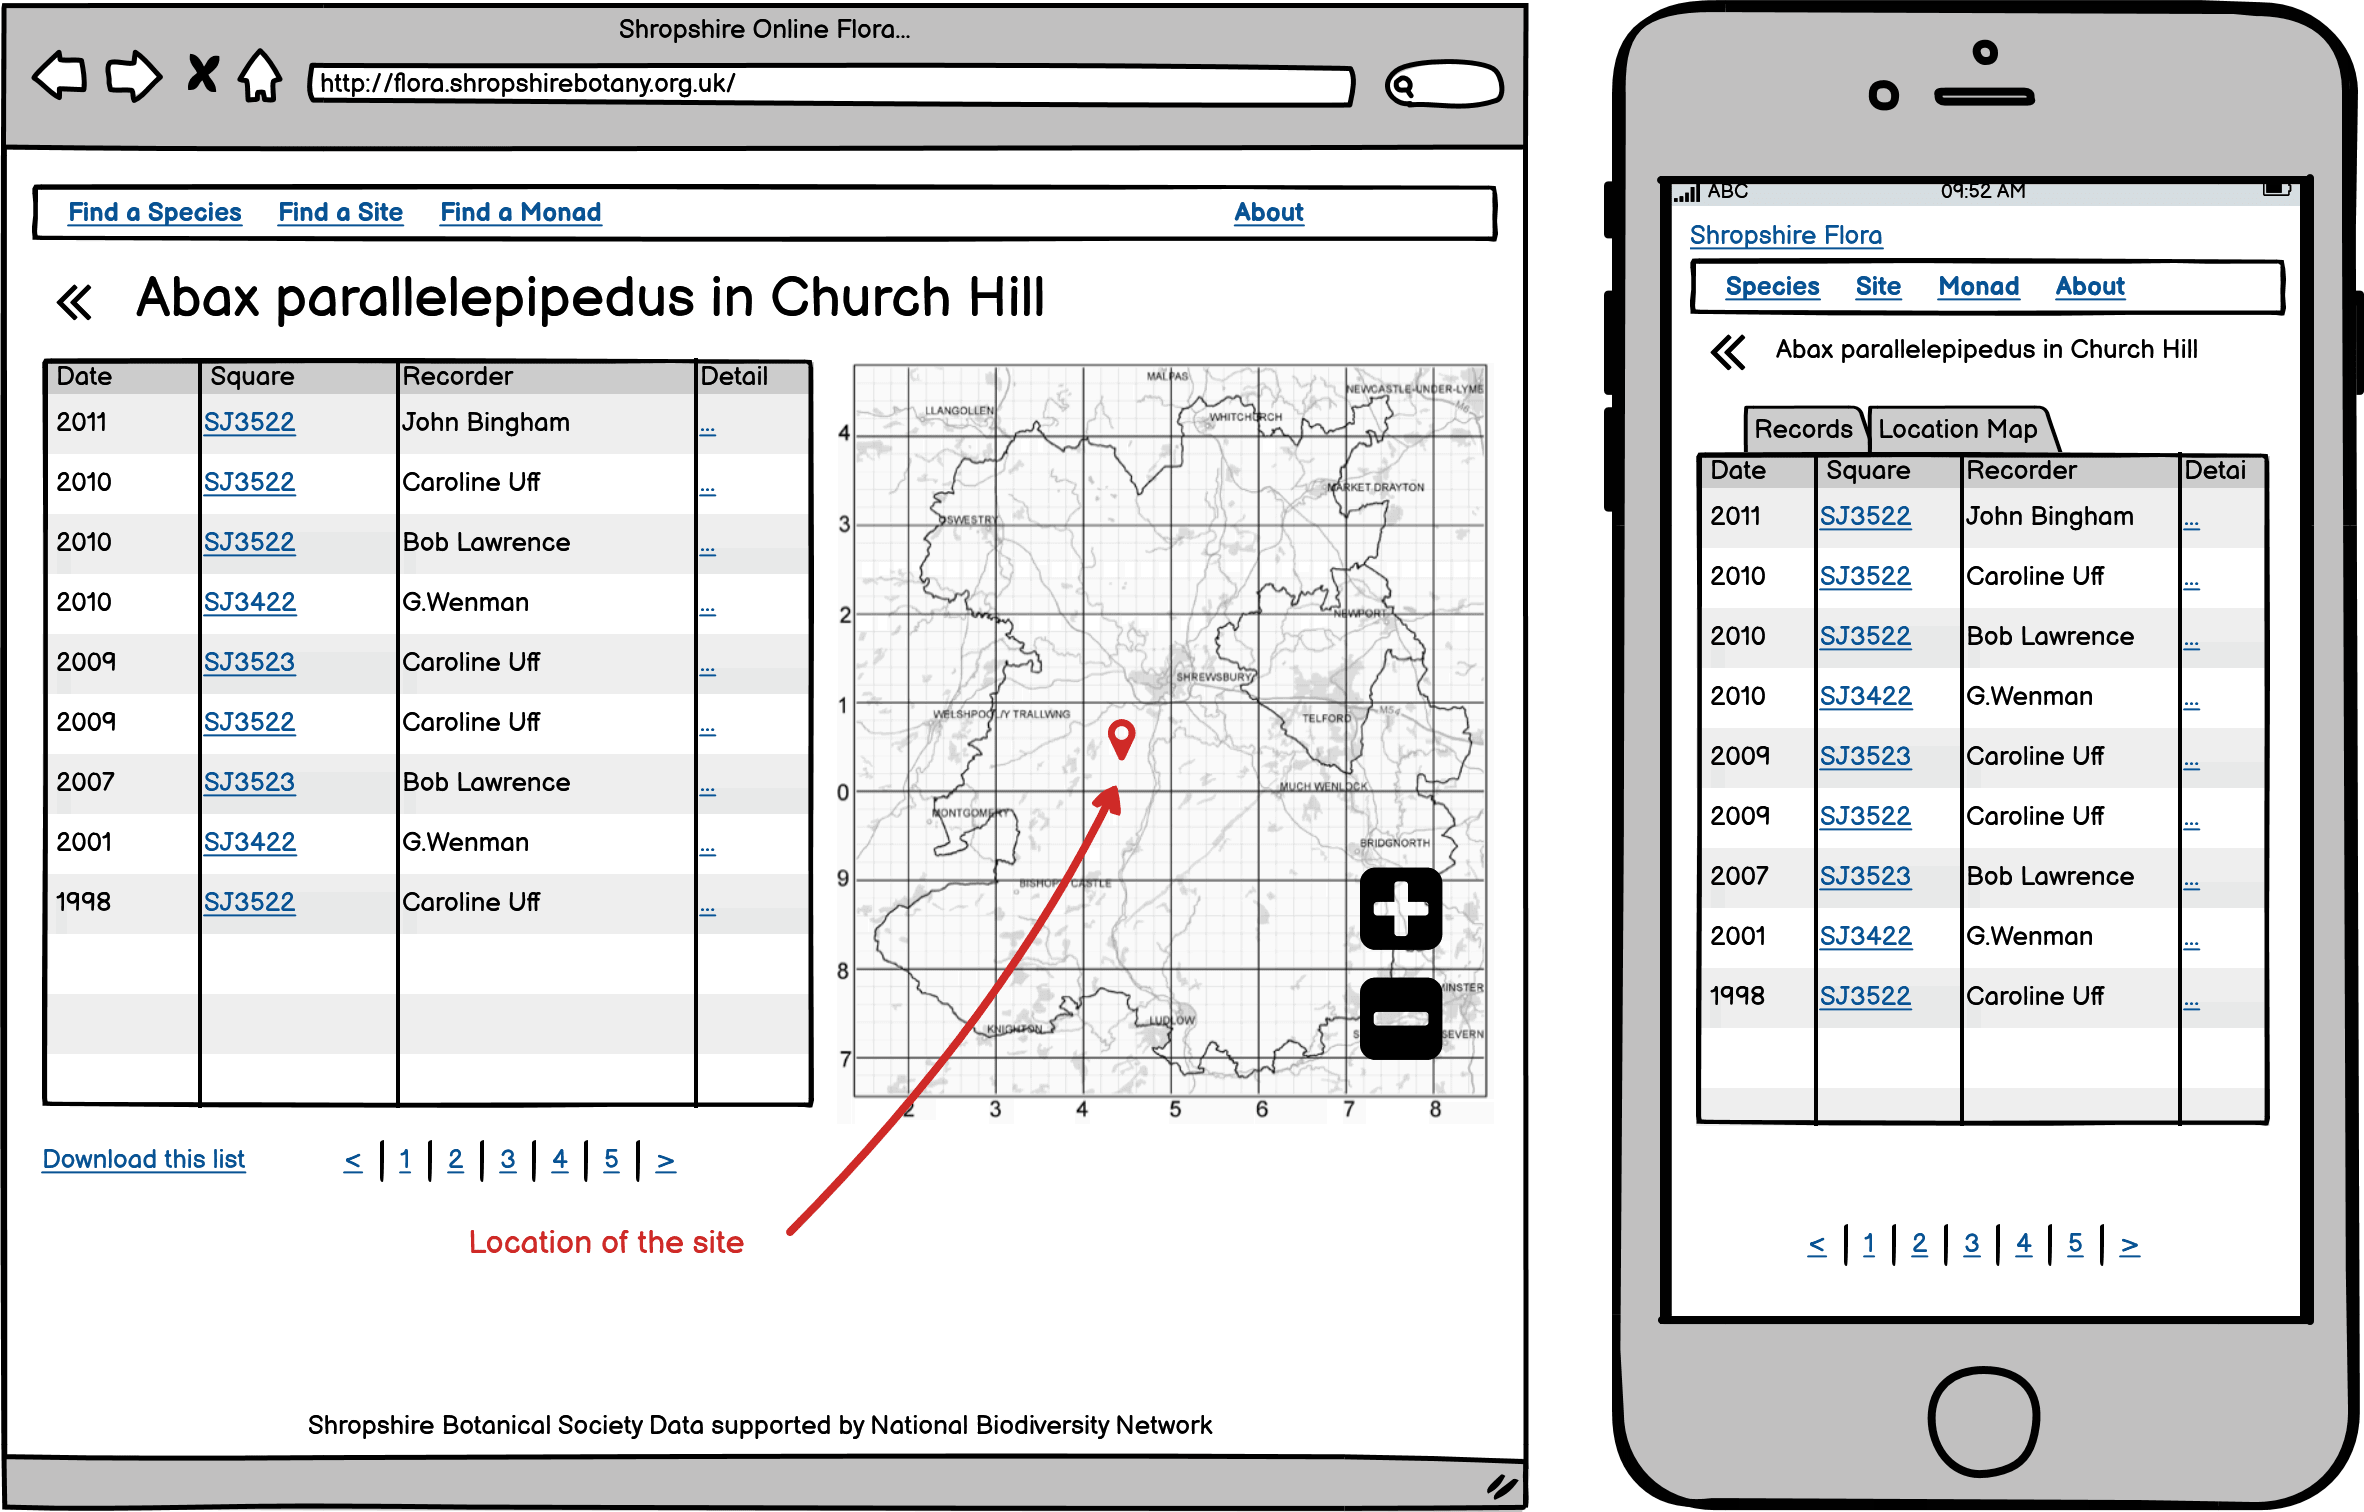 Shropshire Online Flora...
http://flora.shropshirebotany.org.uk/
Find a Species Find a Site Find a Monad About
Abax parallelepipedus in Church Hill
Date Square Recorder Detail
2011 SJ3522 John Bingham ...
2010 SJ3522 Caroline Uff ...
2010 SJ3522 Bob Lawrence ...
2010 SJ3422 G.Wenman ...
2009 SJ3523 Caroline Uff ...
2009 SJ3522 Caroline Uff ...
2007 SJ3523 Bob Lawrence ...
2001 SJ3422 G.Wenman ...
1998 SJ3522 Caroline Uff ...
MALPAS
NEWCASTLE-UNDER-LYME
LLANGOLLEN
WHITCHURCH
4
MARKET DRAYTON
3
OSWESTRY
2
NEWPORT
SHREWSBURY
1
WELSHPOOL/Y TRALLWNG
TELFORD
M54
0
MUCH WENLOCK
MONTGOMERY
BRIDGNORTH
9
BISHOP'S CASTLE
8
MINSTER
LUDLOW
KNIGHTON
S
SEVERN
7
2 3 4 5 6 7 8
Download this list < 1 2 3 4 5 >
Location of the site
Shropshire Botanical Society Data supported by National Biodiversity Network
ABC 09:52 AM
Shropshire Flora
Species Site Monad About
Abax parallelepipedus in Church Hill
Records Location Map
Date Square Recorder Detai
2011 SJ3522 John Bingham ...
2010 SJ3522 Caroline Uff ...
2010 SJ3522 Bob Lawrence ...
2010 SJ3422 G.Wenman ...
2009 SJ3523 Caroline Uff ...
2009 SJ3522 Caroline Uff ...
2007 SJ3523 Bob Lawrence ...
2001 SJ3422 G.Wenman ...
1998 SJ3522 Caroline Uff ...
< 1 2 3 4 5 >